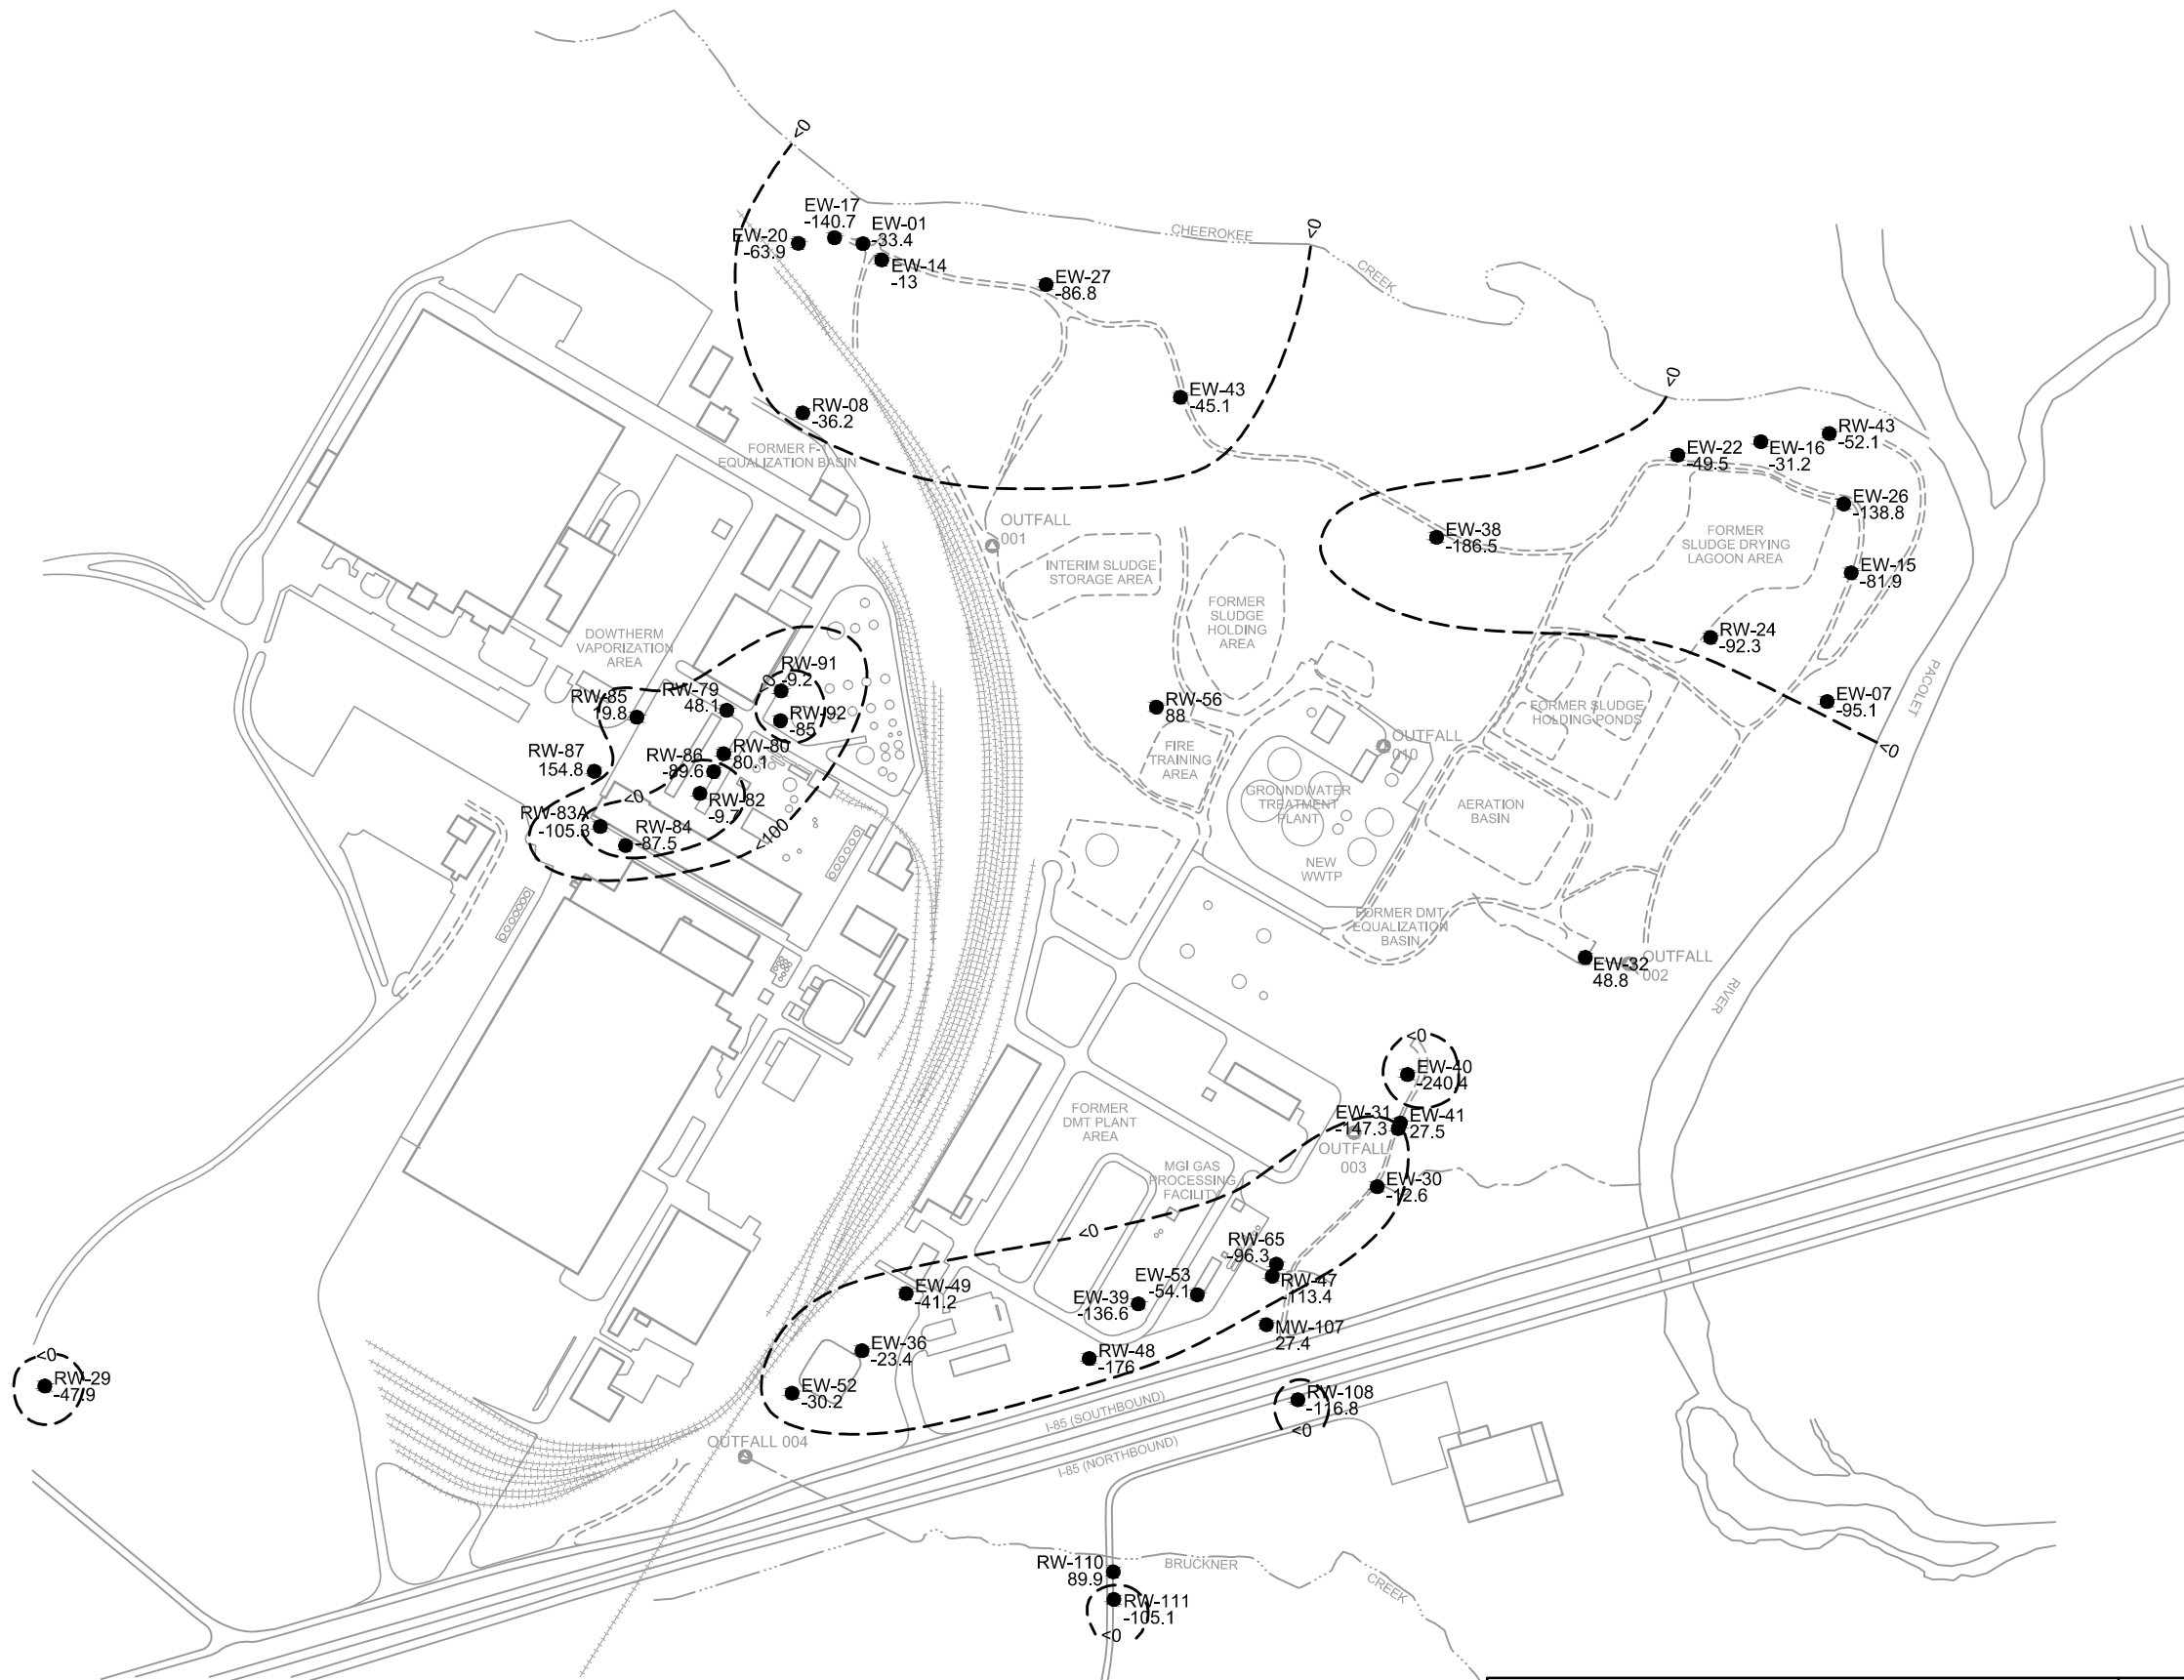 <0
EW-17
-140.7
EW-01
-33.4
EW-20
-63.9
EW-14
-13
<0
CHEEROKEE
CREEK
EW-27
-86.8
EW-43
-45.1
RW-08
-36.2
FORMER F-1
EQUALIZATION BASIN
<0
EW-22
-49.5
EW-16
-31.2
RW-43
-52.1
EW-26
-138.8
FORMER
SLUDGE DRYING
LAGOON AREA
EW-15
-81.9
EW-38
-186.5
OUTFALL
001
INTERIM SLUDGE
STORAGE AREA
FORMER
SLUDGE
HOLDING
AREA
RW-24
-92.3
EW-07
-95.1
<0
PACOLET
RIVER
DOWTHERM
VAPORIZATION
AREA
RW-91
-9.2
<0
RW-79
48.1
RW-85
19.8
RW-92
-85
RW-80
80.1
RW-86
-89.6
RW-87
154.8
<0
RW-82
-9.7
RW-83A
-105.3
RW-84
-87.5
<100
RW-56
88
FIRE
TRAINING
AREA
FORMER SLUDGE
HOLDING PONDS
OUTFALL
010
GROUNDWATER
TREATMENT
PLANT
AERATION
BASIN
NEW
WWTP
FORMER DMT
EQUALIZATION
BASIN
EW-32
48.8
OUTFALL
002
<0
EW-40
-240.4
EW-31
-147.3
EW-41
27.5
OUTFALL
003
FORMER
DMT PLANT
AREA
MGI GAS
PROCESSING
FACILITY
EW-30
-12.6
<0
RW-65
-96.3
RW-47
-113.4
EW-53
-54.1
EW-39
-136.6
EW-49
-41.2
MW-107
27.4
EW-36
-23.4
RW-48
-176
EW-52
-30.2
<0
RW-29
-47.9
RW-108
-116.8
<0
I-85 (SOUTHBOUND)
I-85 (NORTHBOUND)
OUTFALL 004
RW-110
89.9
BRUCKNER
CREEK
RW-111
-105.1
<0